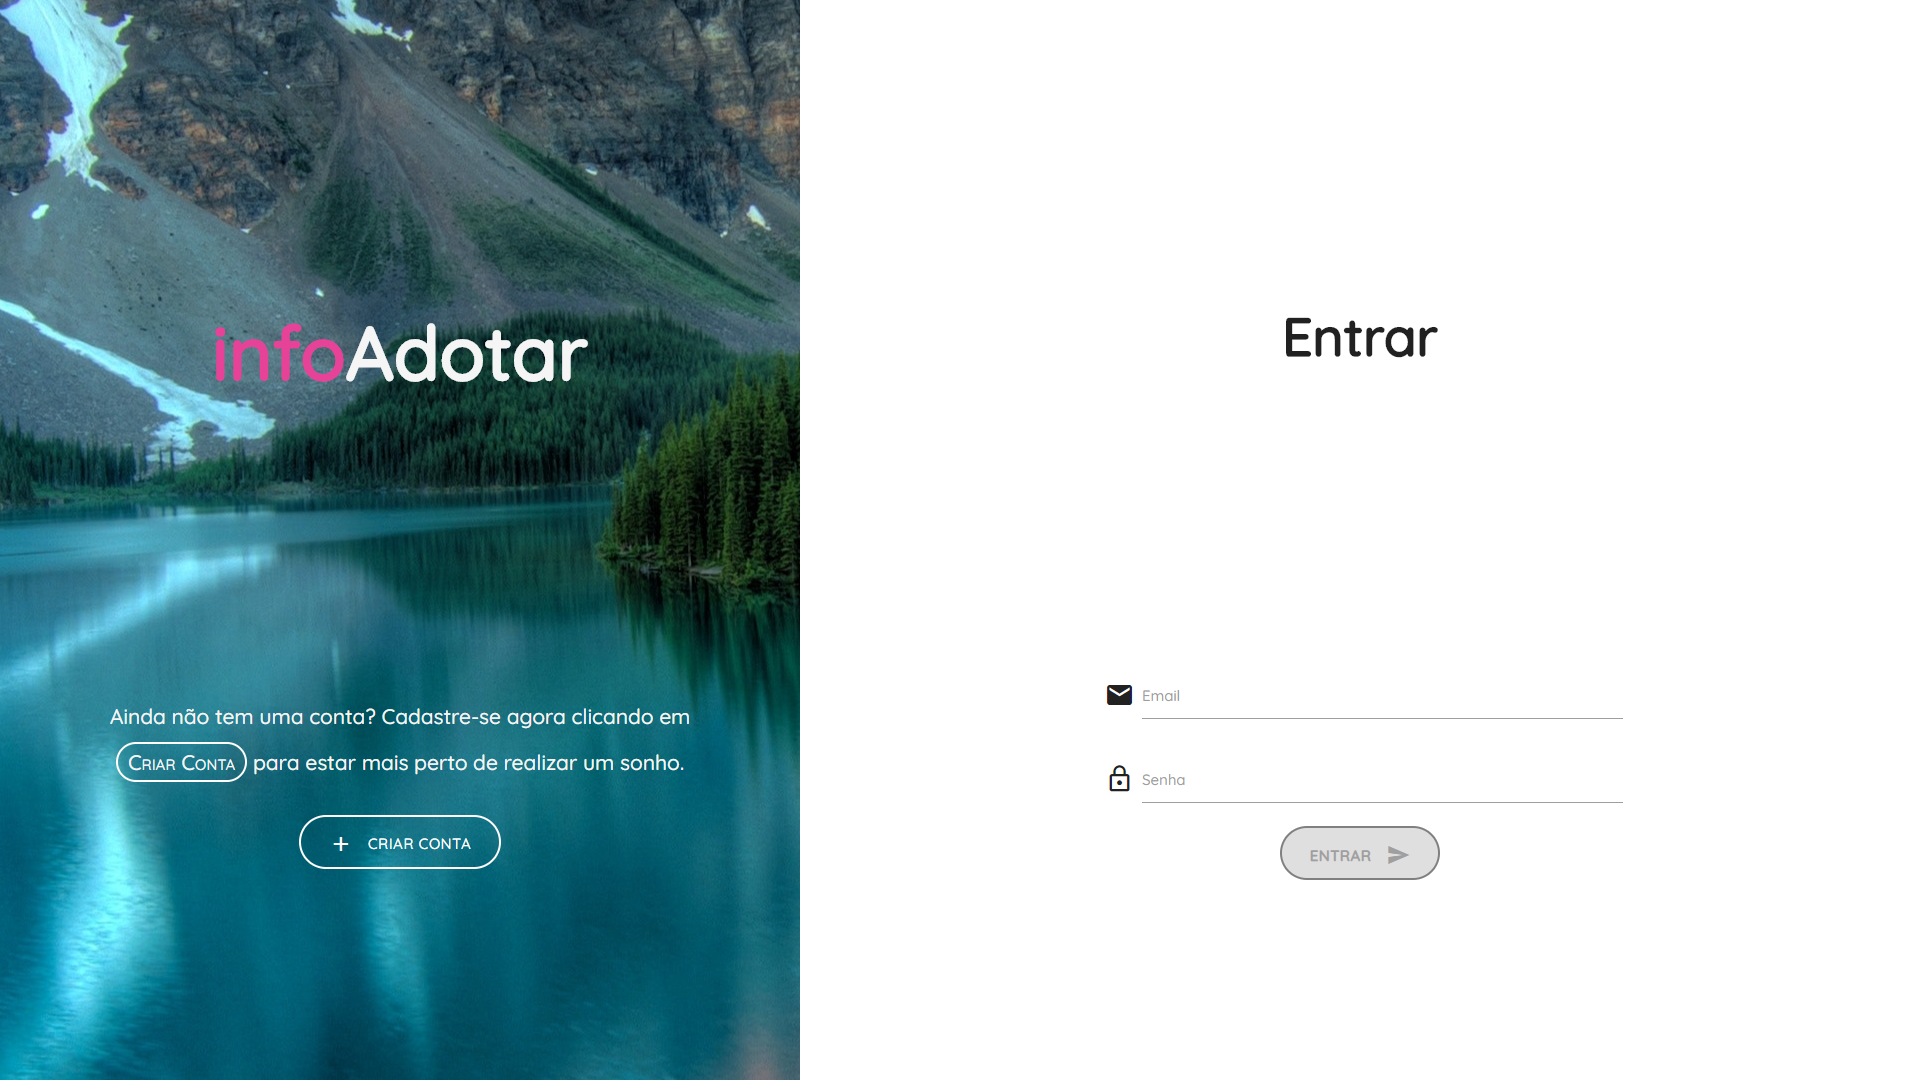 infoAdotar
Ainda não tem uma conta? Cadastre-se agora clicando em
Criar Conta para estar mais perto de realizar um sonho.
+ CRIAR CONTA
Entrar
Email
Senha
ENTRAR